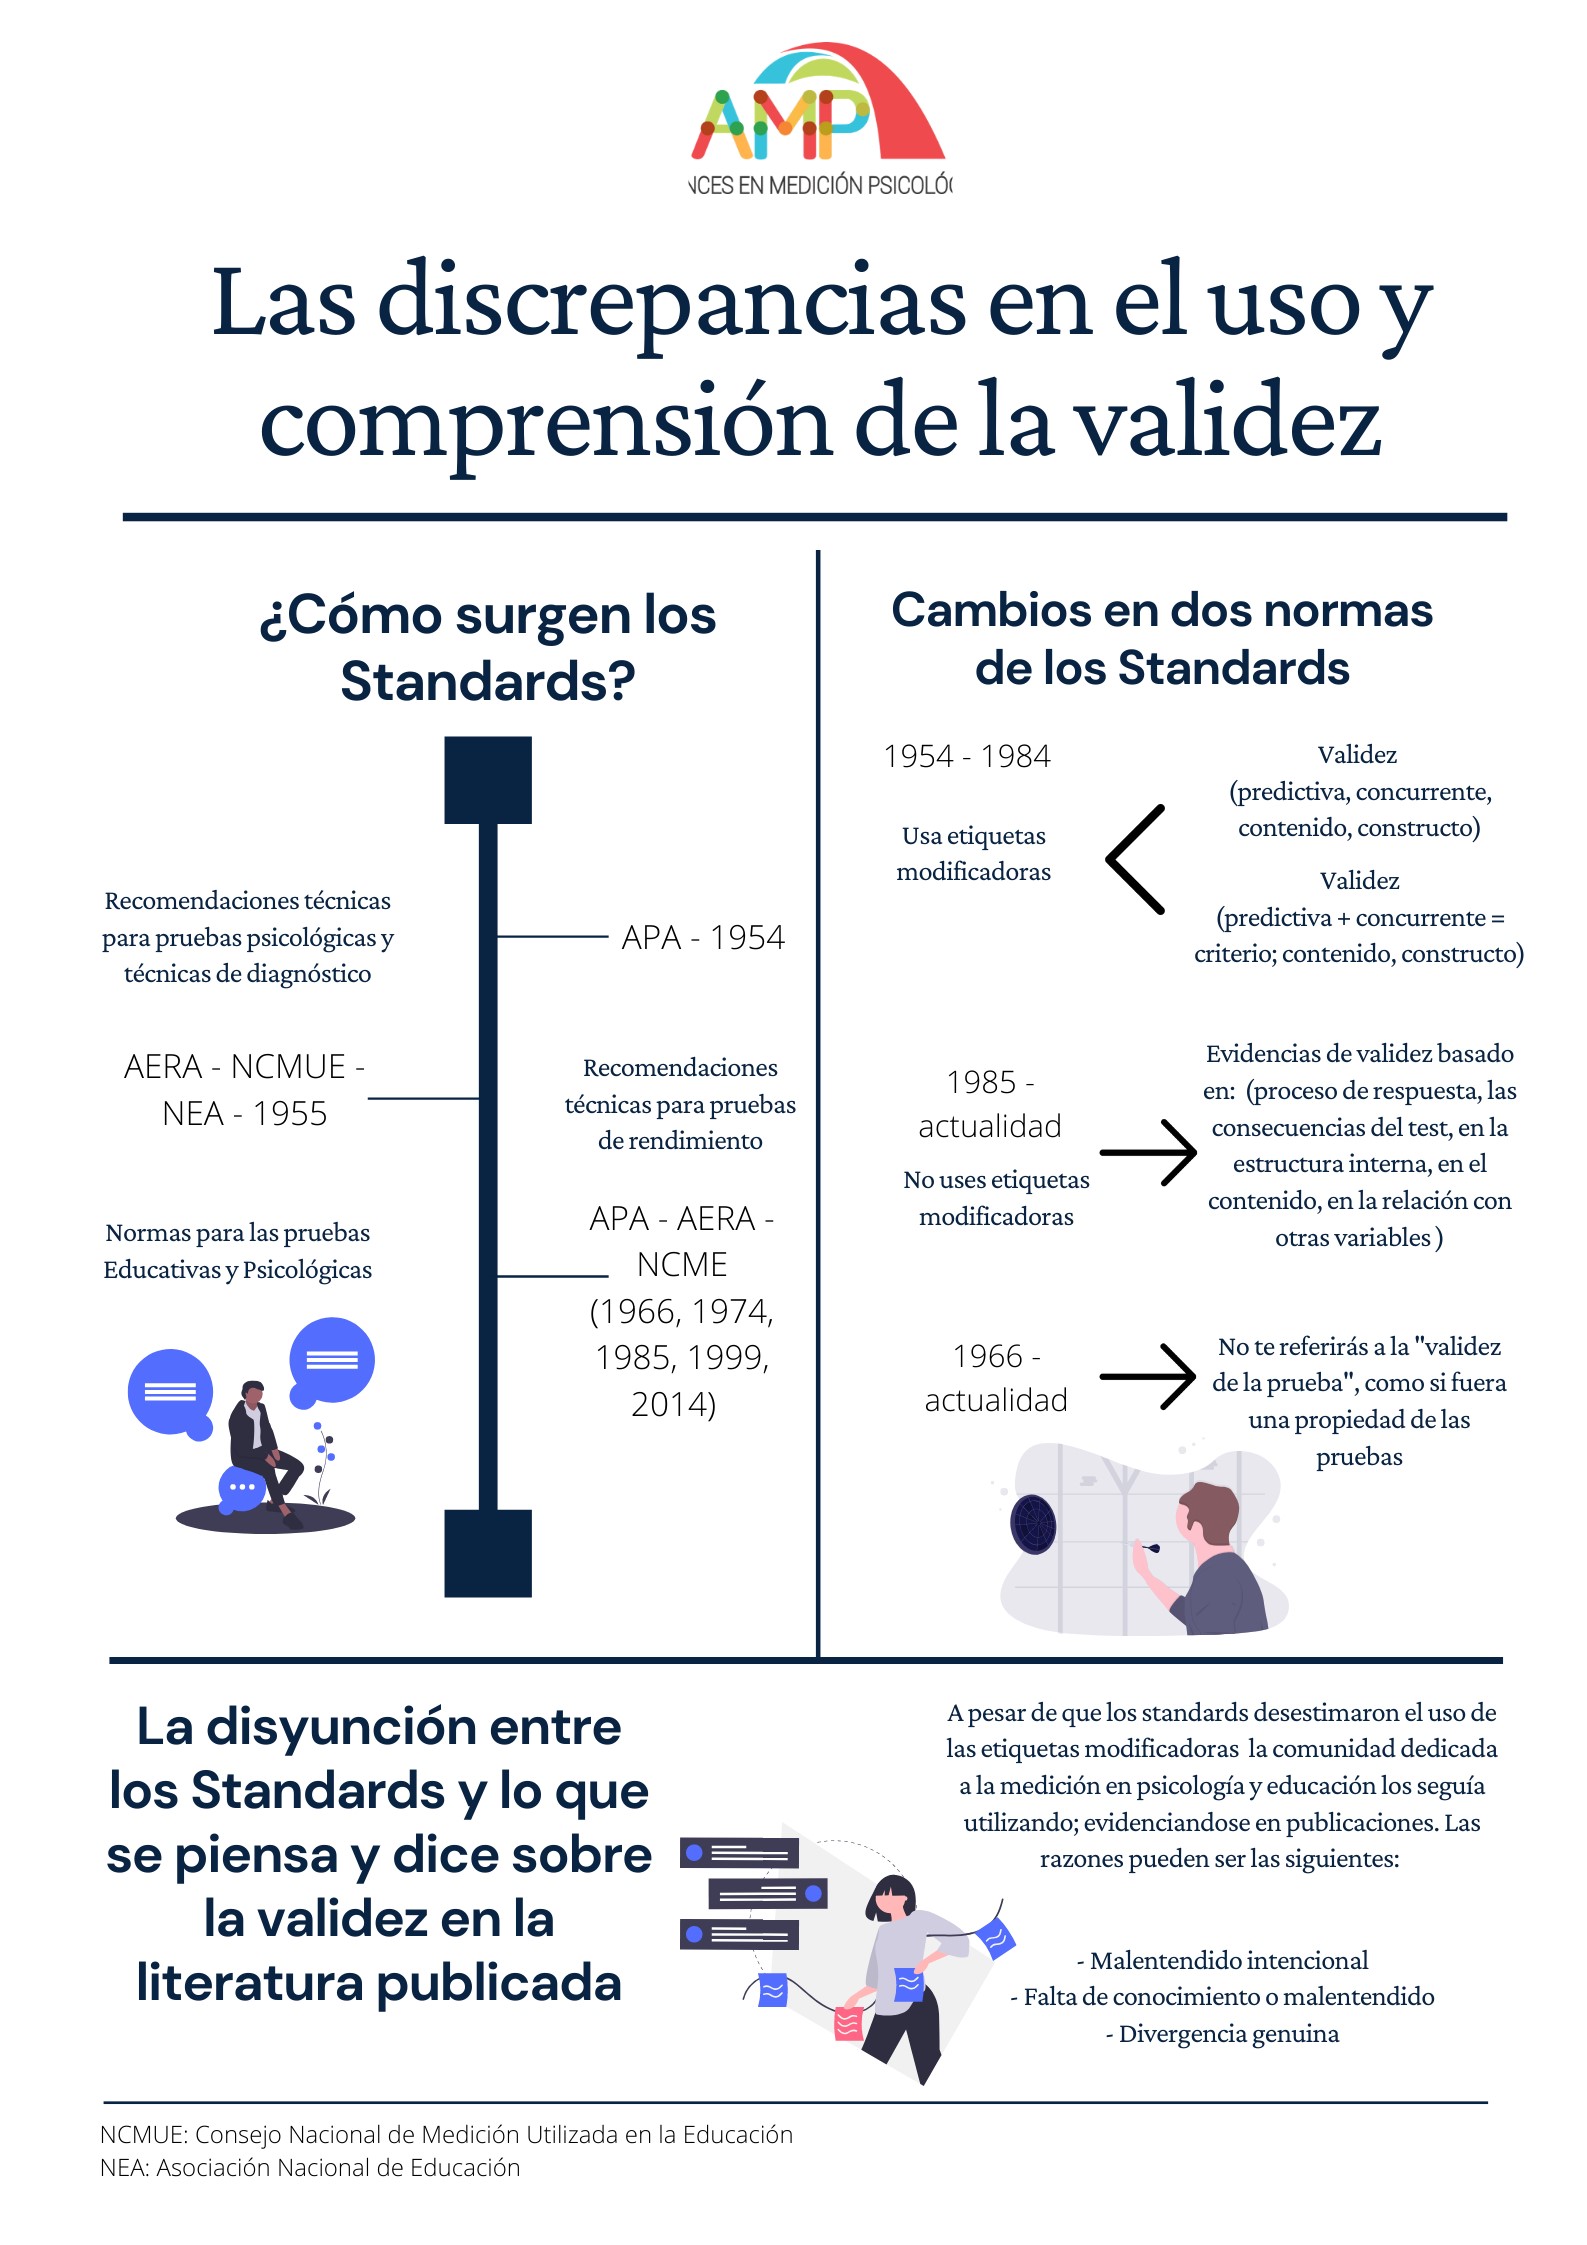 AMP
NCES EN MEDICIÓN PSICOLÓG
Las discrepancias en el uso y
comprensión de la validez
¿Cómo surgen los
Standards?
Recomendaciones técnicas
para pruebas psicológicas y
técnicas de diagnóstico
APA - 1954
AERA - NCMUE -
NEA - 1955
Recomendaciones
técnicas para pruebas
de rendimiento
Normas para las pruebas
Educativas y Psicológicas
APA - AERA -
NCME
(1966, 1974,
1985, 1999,
2014)
Cambios en dos normas
de los Standards
1954 - 1984
Usa etiquetas
modificadoras
Validez
(predictiva, concurrente,
contenido, constructo)
Validez
(predictiva + concurrente =
criterio; contenido, constructo)
1985 -
actualidad
No uses etiquetas
modificadoras
Evidencias de validez basado
en:  (proceso de respuesta, las
consecuencias del test, en la
estructura interna, en el
contenido, en la relación con
otras variables )
1966 -
actualidad
No te referirás a la "validez
de la prueba", como si fuera
una propiedad de las
pruebas
La disyunción entre
los Standards y lo que
se piensa y dice sobre
la validez en la
literatura publicada
A pesar de que los standards desestimaron el uso de
las etiquetas modificadoras  la comunidad dedicada
a la medición en psicología y educación los seguía
utilizando; evidenciandose en publicaciones. Las
razones pueden ser las siguientes:
- Malentendido intencional
- Falta de conocimiento o malentendido
- Divergencia genuina
NCMUE: Consejo Nacional de Medición Utilizada en la Educación
NEA: Asociación Nacional de Educación